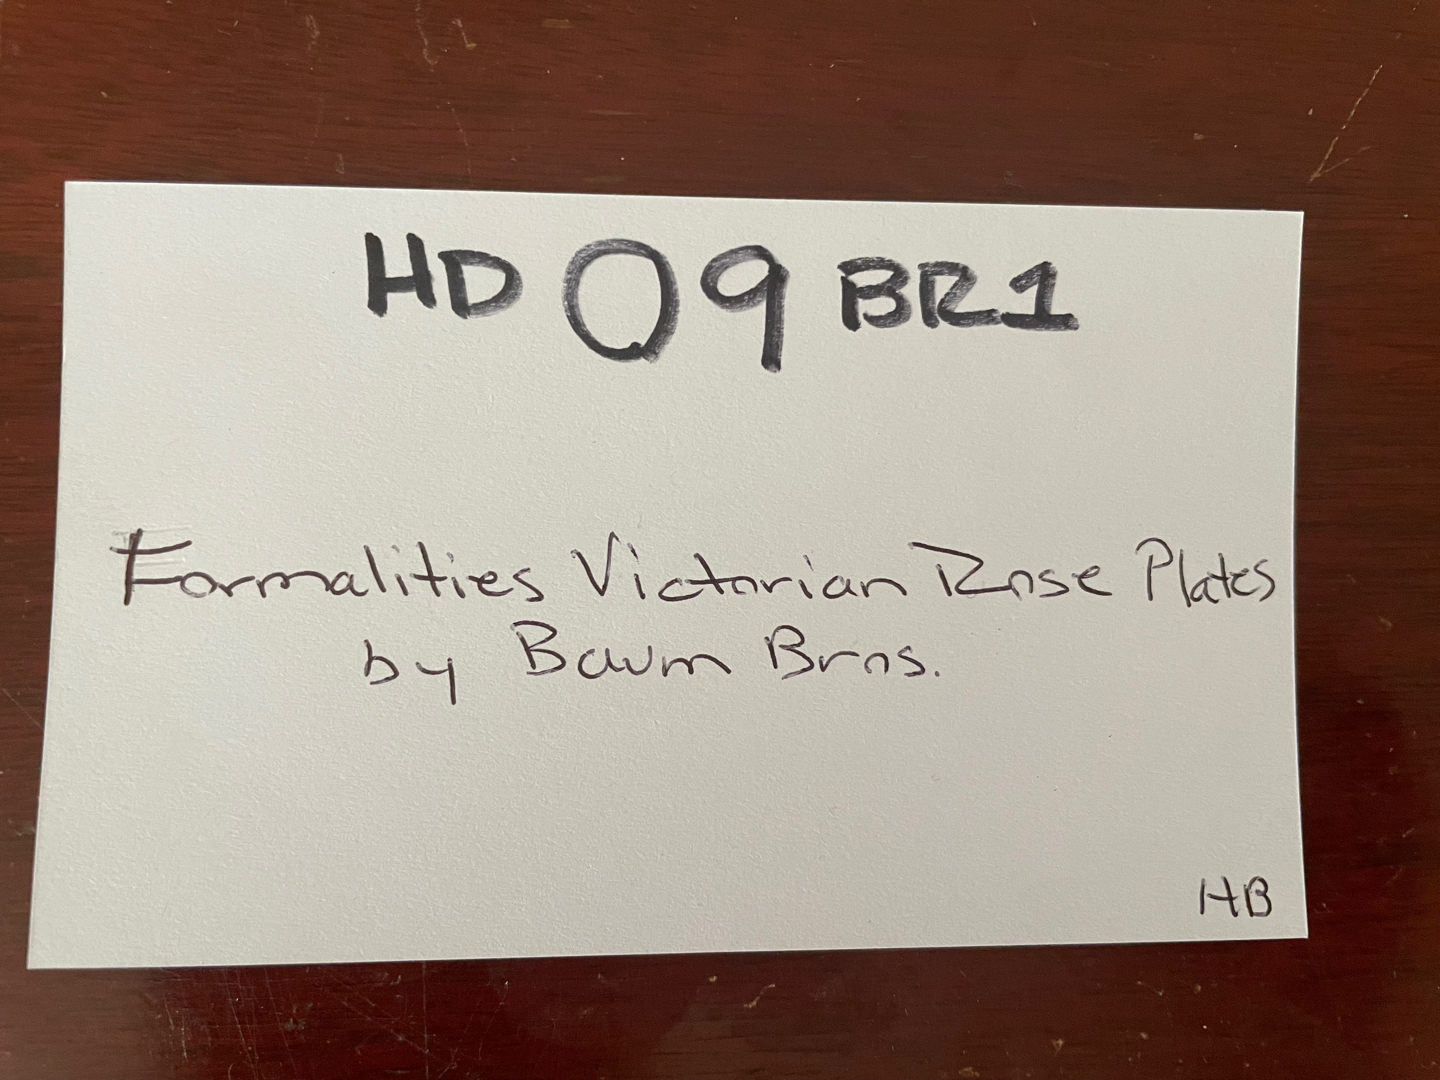 HD 09 BR1
Formalities Victorian Rose Plates
by Baum Bros.
HB